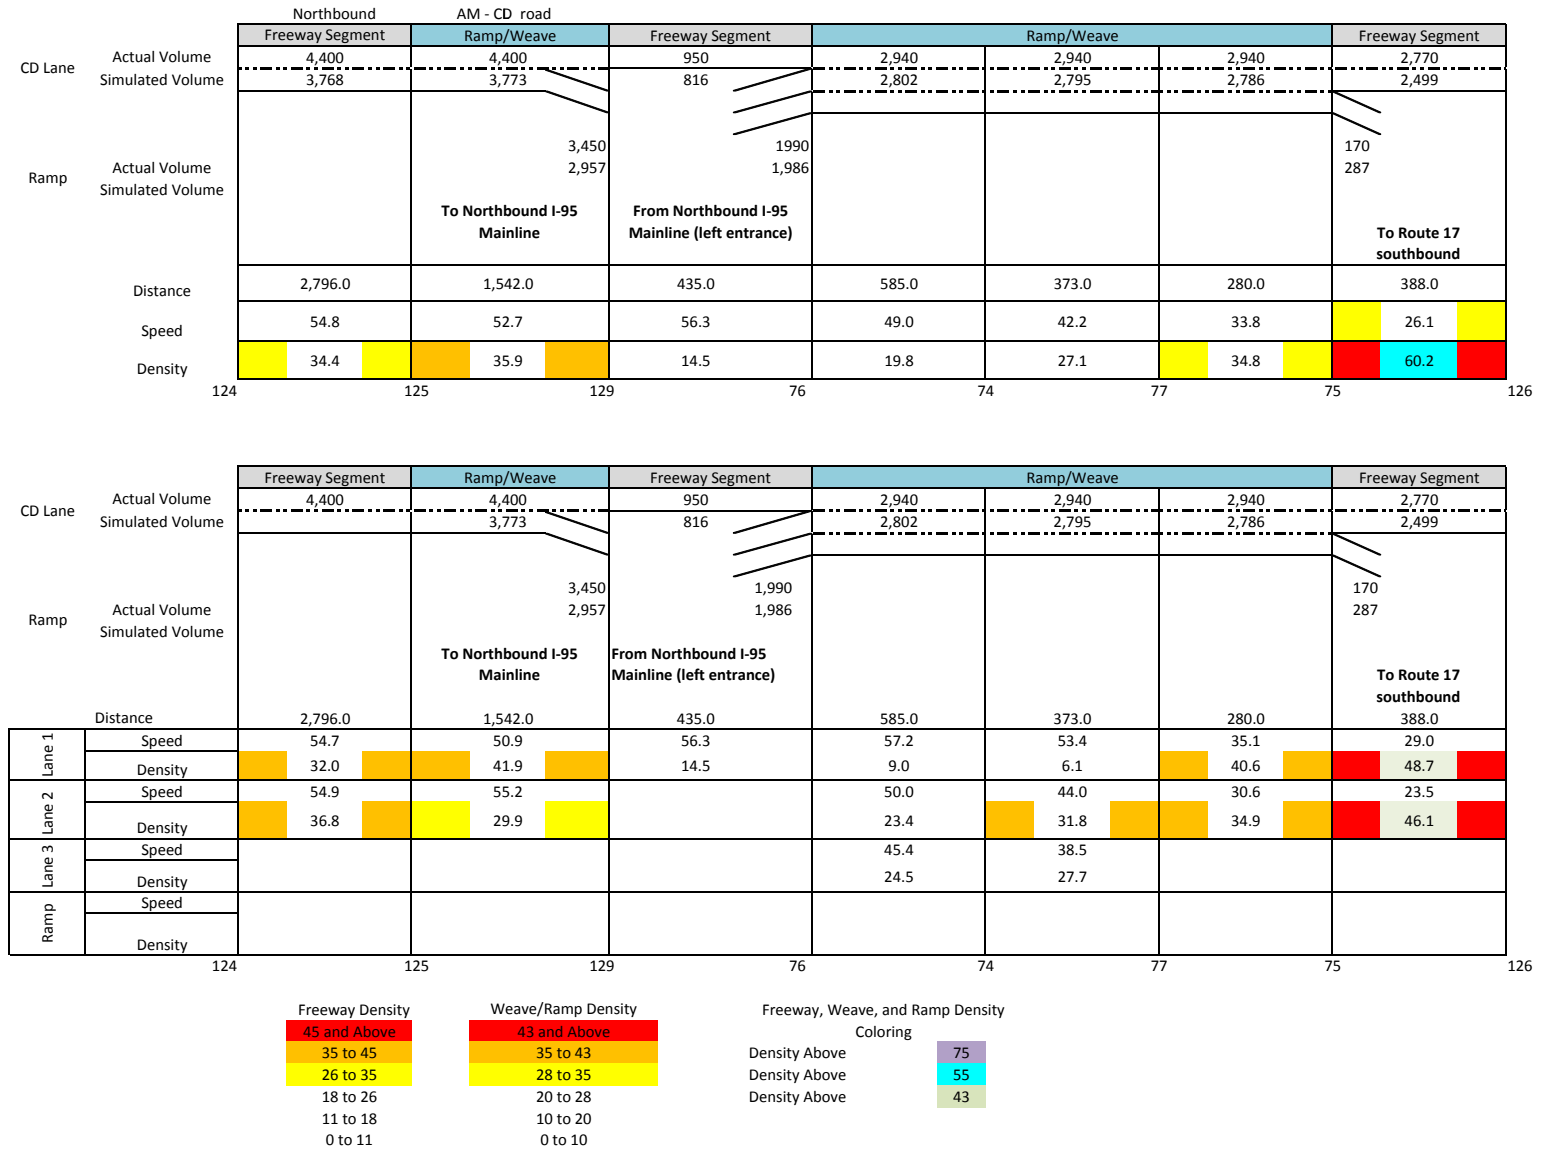 Northbound AM - CD road
Freeway Segment Ramp/Weave Freeway Segment Ramp/Weave Freeway Segment
CD Lane Actual Volume 4,400 4,400 950 2,940 2,940 2,940 2,770
Simulated Volume 3,768 3,773 816 2,802 2,795 2,786 2,499
3,450 1990 170
Ramp Actual Volume 2,957 1,986 287
Simulated Volume
To Northbound I-95 From Northbound I-95
Mainline Mainline (left entrance) To Route 17
southbound
Distance 2,796.0 1,542.0 435.0 585.0 373.0 280.0 388.0
Speed 54.8 52.7 56.3 49.0 42.2 33.8 26.1
Density 34.4 35.9 14.5 19.8 27.1 34.8 60.2
124 125 129 76 74 77 75 126
Freeway Segment Ramp/Weave Freeway Segment Ramp/Weave Freeway Segment
CD Lane Actual Volume 4,400 4,400 950 2,940 2,940 2,940 2,770
Simulated Volume 3,773 816 2,802 2,795 2,786 2,499
3,450 1,990 170
Ramp Actual Volume 2,957 1,986 287
Simulated Volume
To Northbound I-95 From Northbound I-95
Mainline Mainline (left entrance) To Route 17
southbound
Distance 2,796.0 1,542.0 435.0 585.0 373.0 280.0 388.0
Lane 1 Speed 54.7 50.9 56.3 57.2 53.4 35.1 29.0
Density 32.0 41.9 14.5 9.0 6.1 40.6 48.7
Lane 2 Speed 54.9 55.2 50.0 44.0 30.6 23.5
Density 36.8 29.9 23.4 31.8 34.9 46.1
Lane 3 Speed 45.4 38.5
Density 24.5 27.7
Ramp Speed
Density
124 125 129 76 74 77 75 126
Freeway Density Weave/Ramp Density Freeway, Weave, and Ramp Density
45 and Above 43 and Above Coloring
35 to 45 35 to 43 Density Above 75
26 to 35 28 to 35 Density Above 55
18 to 26 20 to 28 Density Above 43
11 to 18 10 to 20
0 to 11 0 to 10